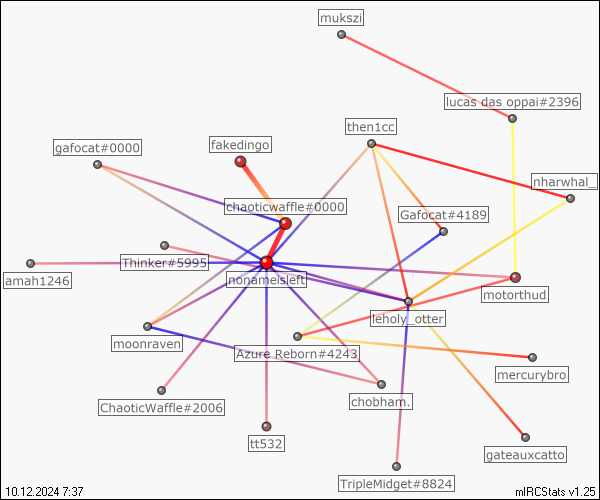 mukszi
lucas das oppai#2396
then1cc
gafocat#0000
fakedingo
nharwhal_
chaoticwaffle#0000
Gafocat#4189
Thinker#5995
amah1246
nonameisleft
motorthud
leholy_otter
moonraven
Azure Reborn#4243
mercurybro
ChaoticWaffle#2006
chobham.
tt532
gateauxcatto
TripleMidget#8824
10.12.2024 7:37
mIRCStats v1.25